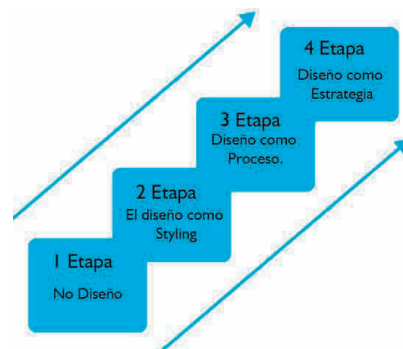 4 Etapa
Diseño como
Estrategia
3 Etapa
Diseño como
Proceso.
2 Etapa
El diseño como
Styling
1 Etapa
No Diseño